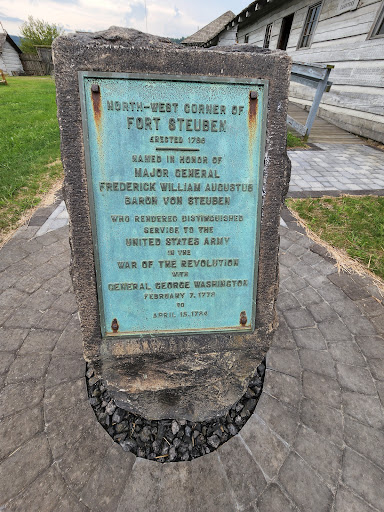 NORTH-WEST CORNER OF
FORT STEUBEN
ERECTED 1786
NAMED IN HONOR OF
MAJOR GENERAL
FREDERICK WILLIAM AUGUSTUS
BARON VON STEUBEN
WHO RENDERED DISTINGUISHED
SERVICE TO THE
UNITED STATES ARMY
IN THE
WAR OF THE REVOLUTION
WITH
GENERAL GEORGE WASHINGTON
FEBRUARY 7, 1778
TO
APRIL 15, 1784